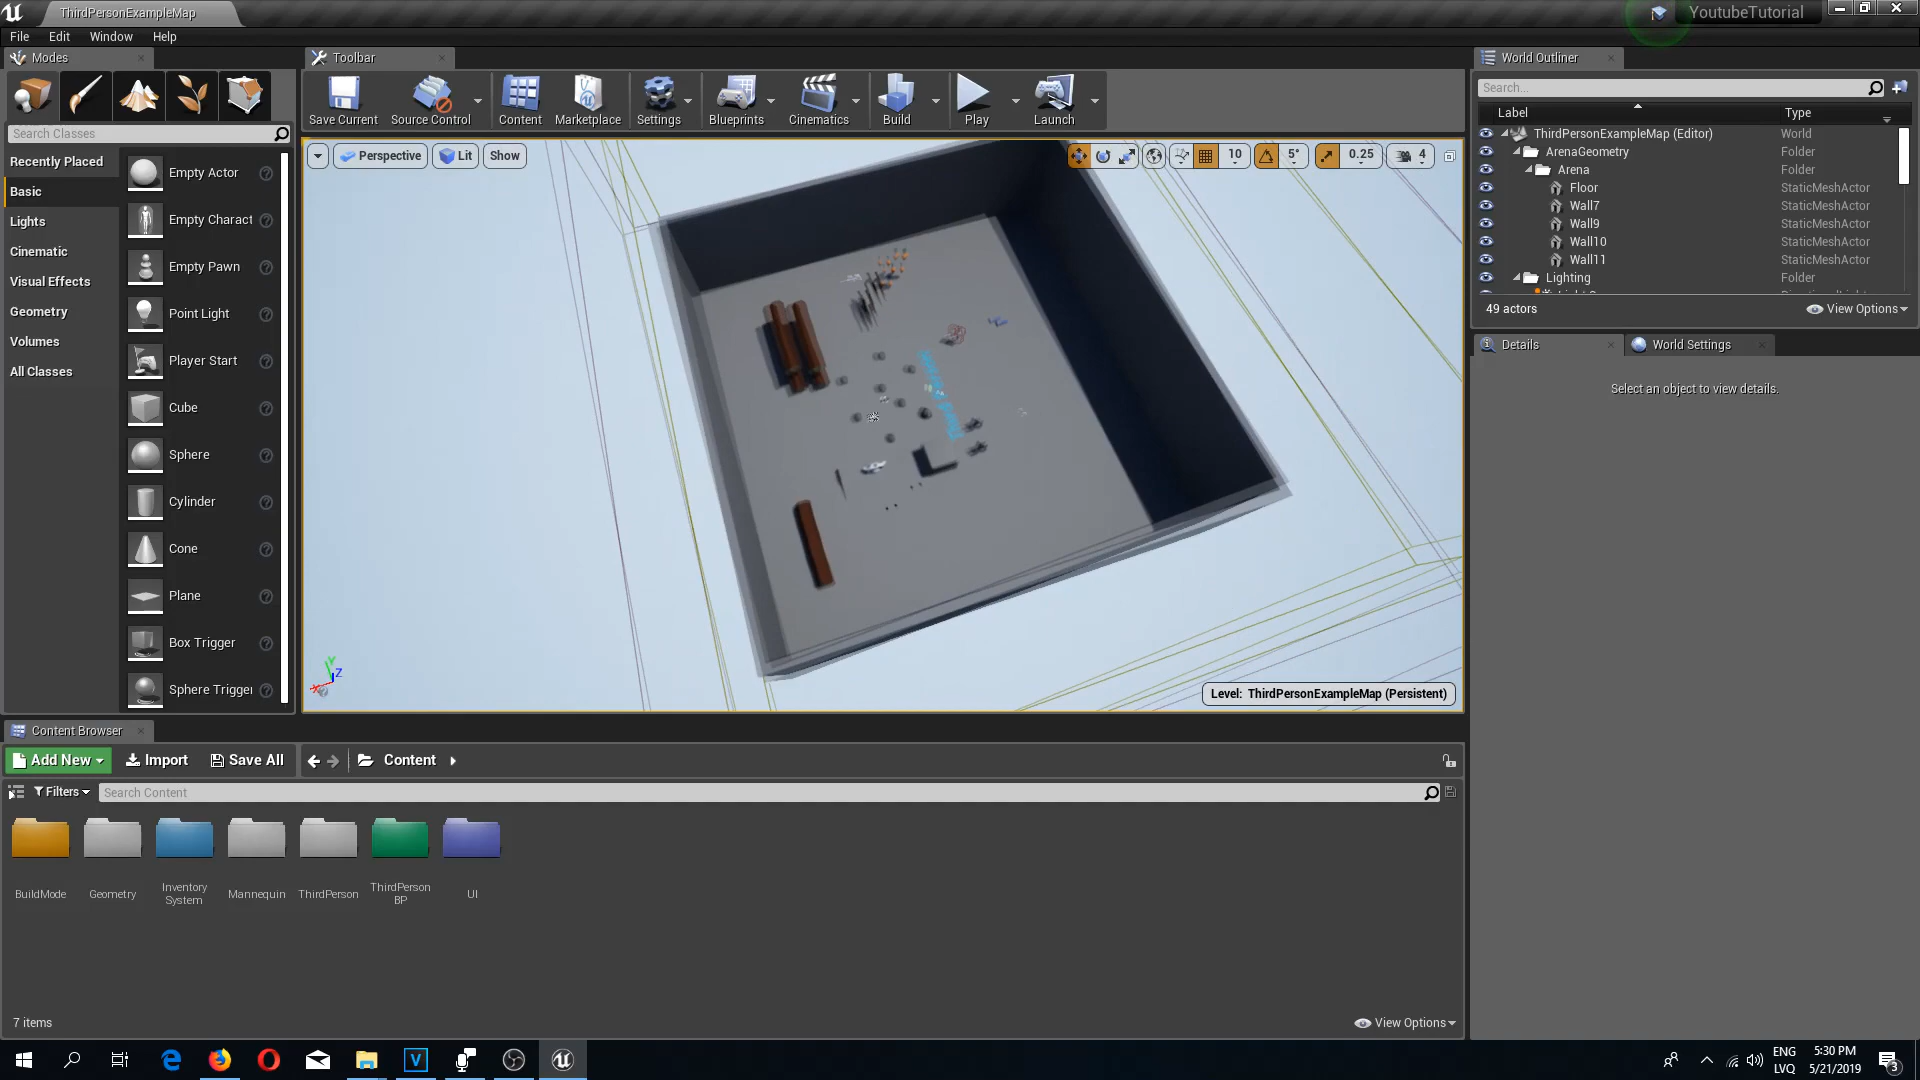 ThirdPersonExampleMap
YoutubeTutorial
File Edit Window Help
Modes
Toolbar
World Outliner
Search Classes
Save Current
Source Control
Content
Marketplace
Settings
Blueprints
Cinematics
Build
Play
Launch
Search...
Label Type
Recently Placed
Basic
Lights
Cinematic
Visual Effects
Geometry
Volumes
All Classes
Empty Actor
Empty Charact
Empty Pawn
Point Light
Player Start
Cube
Sphere
Cylinder
Cone
Plane
Box Trigger
Sphere Trigger
Perspective
Lit
Show
10
5°
0.25
4
X
Y
Z
Level: ThirdPersonExampleMap (Persistent)
ThirdPersonExampleMap (Editor) World
ArenaGeometry Folder
Arena Folder
Floor StaticMeshActor
Wall7 StaticMeshActor
Wall9 StaticMeshActor
Wall10 StaticMeshActor
Wall11 StaticMeshActor
Lighting Folder
49 actors
View Options
Details
World Settings
Select an object to view details.
Content Browser
Add New
Import
Save All
Content
Filters
Search Content
BuildMode
Geometry
Inventory
System
Mannequin
ThirdPerson
ThirdPerson
BP
UI
7 items
View Options
V
ENG
LVQ
5:30 PM
5/21/2019
3